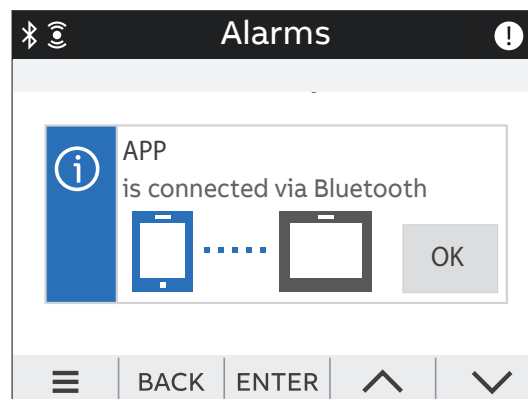 Alarms
APP
is connected via Bluetooth
OK
BACK ENTER